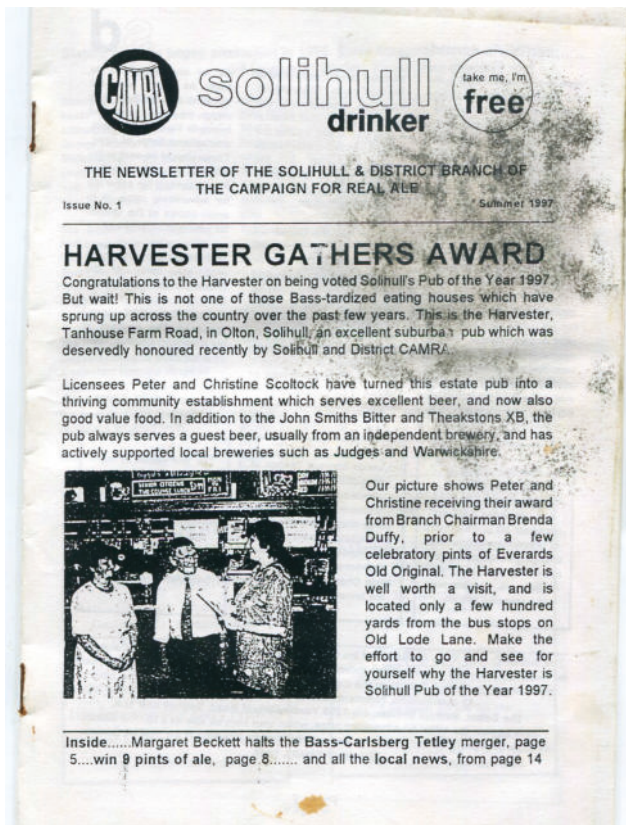 CAMRA
solihull
drinker
take me, I'm
free
THE NEWSLETTER OF THE SOLIHULL & DISTRICT BRANCH OF
THE CAMPAIGN FOR REAL ALE
Issue No. 1 Summer 1997
HARVESTER GATHERS AWARD
Congratulations to the Harvester on being voted Solihull's Pub of the Year 1997.
But wait! This is not one of those Bass-tardized eating houses which have
sprung up across the country over the past few years. This is the Harvester,
Tanhouse Farm Road, in Olton, Solihull, an excellent suburban pub which was
deservedly honoured recently by Solihull and District CAMRA.
Licensees Peter and Christine Scoltock have turned this estate pub into a
thriving community establishment which serves excellent beer, and now also
good value food. In addition to the John Smiths Bitter and Theakstons XB, the
pub always serves a guest beer, usually from an independent brewery, and has
actively supported local breweries such as Judges and Warwickshire.
SENIOR CITIZENS
TWO COURSE LUNCH
Our picture shows Peter and
Christine receiving their award
from Branch Chairman Brenda
Duffy, prior to a few
celebratory pints of Everards
Old Original. The Harvester is
well worth a visit, and is
located only a few hundred
yards from the bus stops on
Old Lode Lane. Make the
effort to go and see for
yourself why the Harvester is
Solihull Pub of the Year 1997.
Inside......Margaret Beckett halts the Bass-Carlsberg Tetley merger, page
5....win 9 pints of ale, page 8....... and all the local news, from page 14